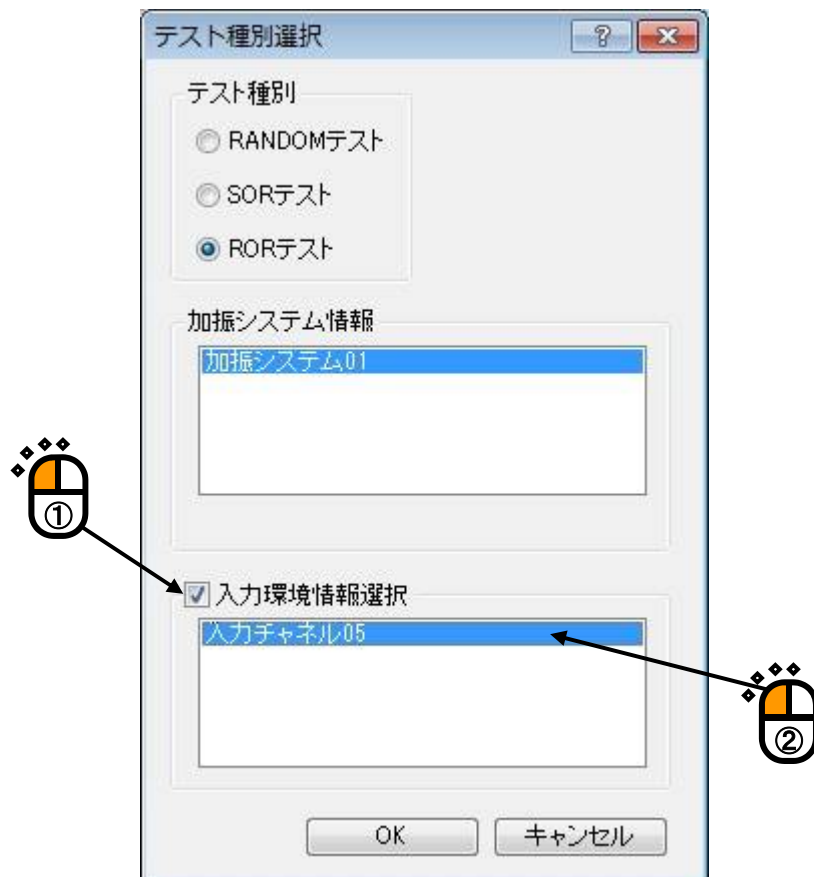 テスト種別選択
テスト種別
RANDOMテスト
SORテスト
RORテスト
加振システム情報
加振システム01
①
入力環境情報選択
入力チャネル05
②
OK キャンセル